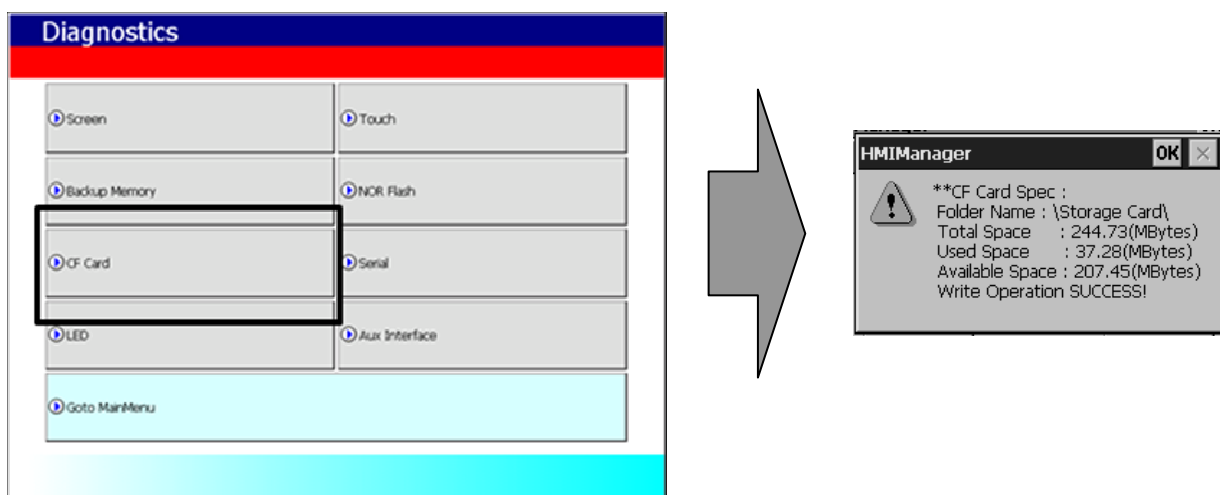 Diagnostics
Screen
Touch
Backup Memory
NOR Flash
CF Card
Serial
LED
Aux Interface
Goto MainMenu
HMIManager OK
**CF Card Spec :
Folder Name : \Storage Card\
Total Space : 244.73(MBytes)
Used Space : 37.28(MBytes)
Available Space : 207.45(MBytes)
Write Operation SUCCESS!